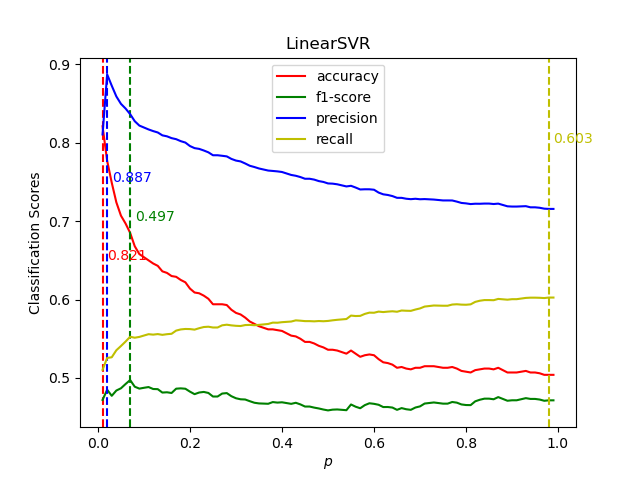 LinearSVR
0.9
0.8
0.7
0.6
0.5
Classification Scores
accuracy
f1-score
precision
recall
0.603
0.887
0.497
0.821
0.0
0.2
0.4
0.6
0.8
1.0
p